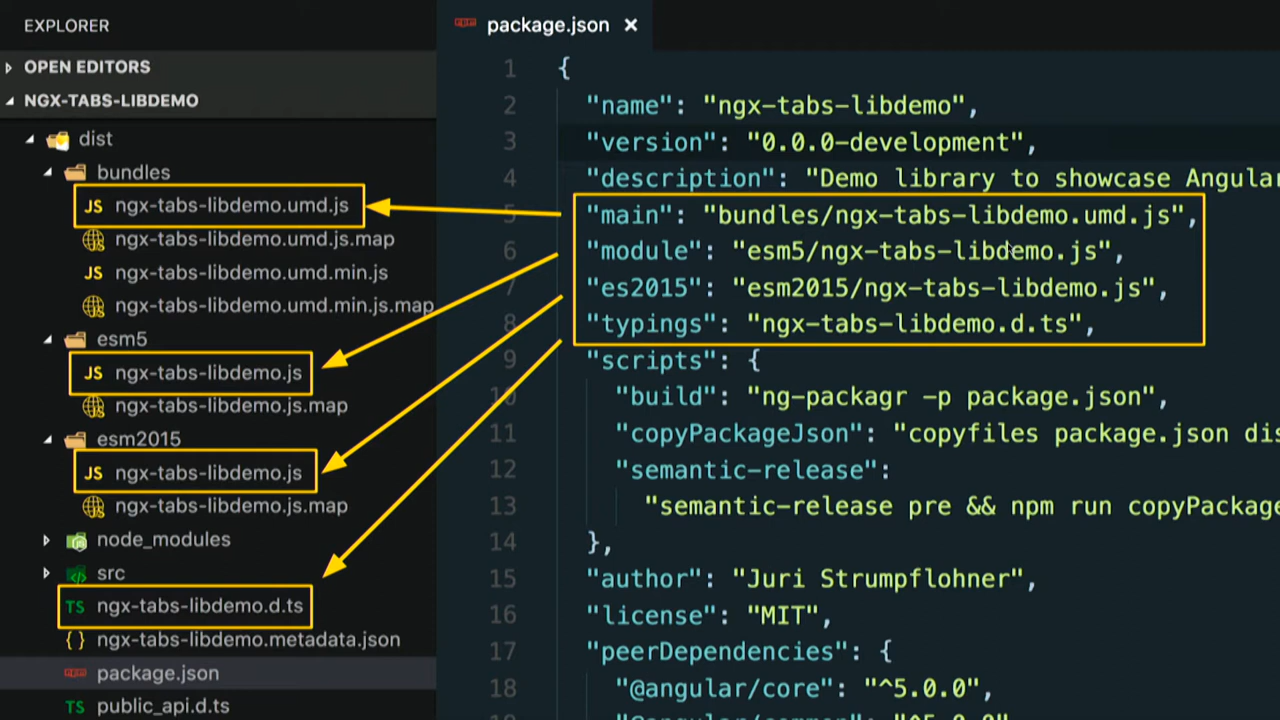 EXPLORER
OPEN EDITORS
NGX-TABS-LIBDEMO
dist
bundles
JS ngx-tabs-libdemo.umd.js
ngx-tabs-libdemo.umd.js.map
JS ngx-tabs-libdemo.umd.min.js
ngx-tabs-libdemo.umd.min.js.map
esm5
JS ngx-tabs-libdemo.js
ngx-tabs-libdemo.js.map
esm2015
JS ngx-tabs-libdemo.js
ngx-tabs-libdemo.js.map
node_modules
src
TS ngx-tabs-libdemo.d.ts
{ } ngx-tabs-libdemo.metadata.json
package.json
public_api.d.ts
package.json ×
1 {
2 "name": "ngx-tabs-libdemo",
3 "version": "0.0.0-development",
4 "description": "Demo library to showcase Angular
5 "main": "bundles/ngx-tabs-libdemo.umd.js",
6 "module": "esm5/ngx-tabs-libdemo.js",
7 "es2015": "esm2015/ngx-tabs-libdemo.js",
8 "typings": "ngx-tabs-libdemo.d.ts",
9 "scripts": {
10 "build": "ng-packagr -p package.json",
11 "copyPackageJson": "copyfiles package.json dis
12 "semantic-release":
13 "semantic-release pre && npm run copyPackage
14 },
15 "author": "Juri Strumpflohner",
16 "license": "MIT",
17 "peerDependencies": {
18 "@angular/core": "^5.0.0",